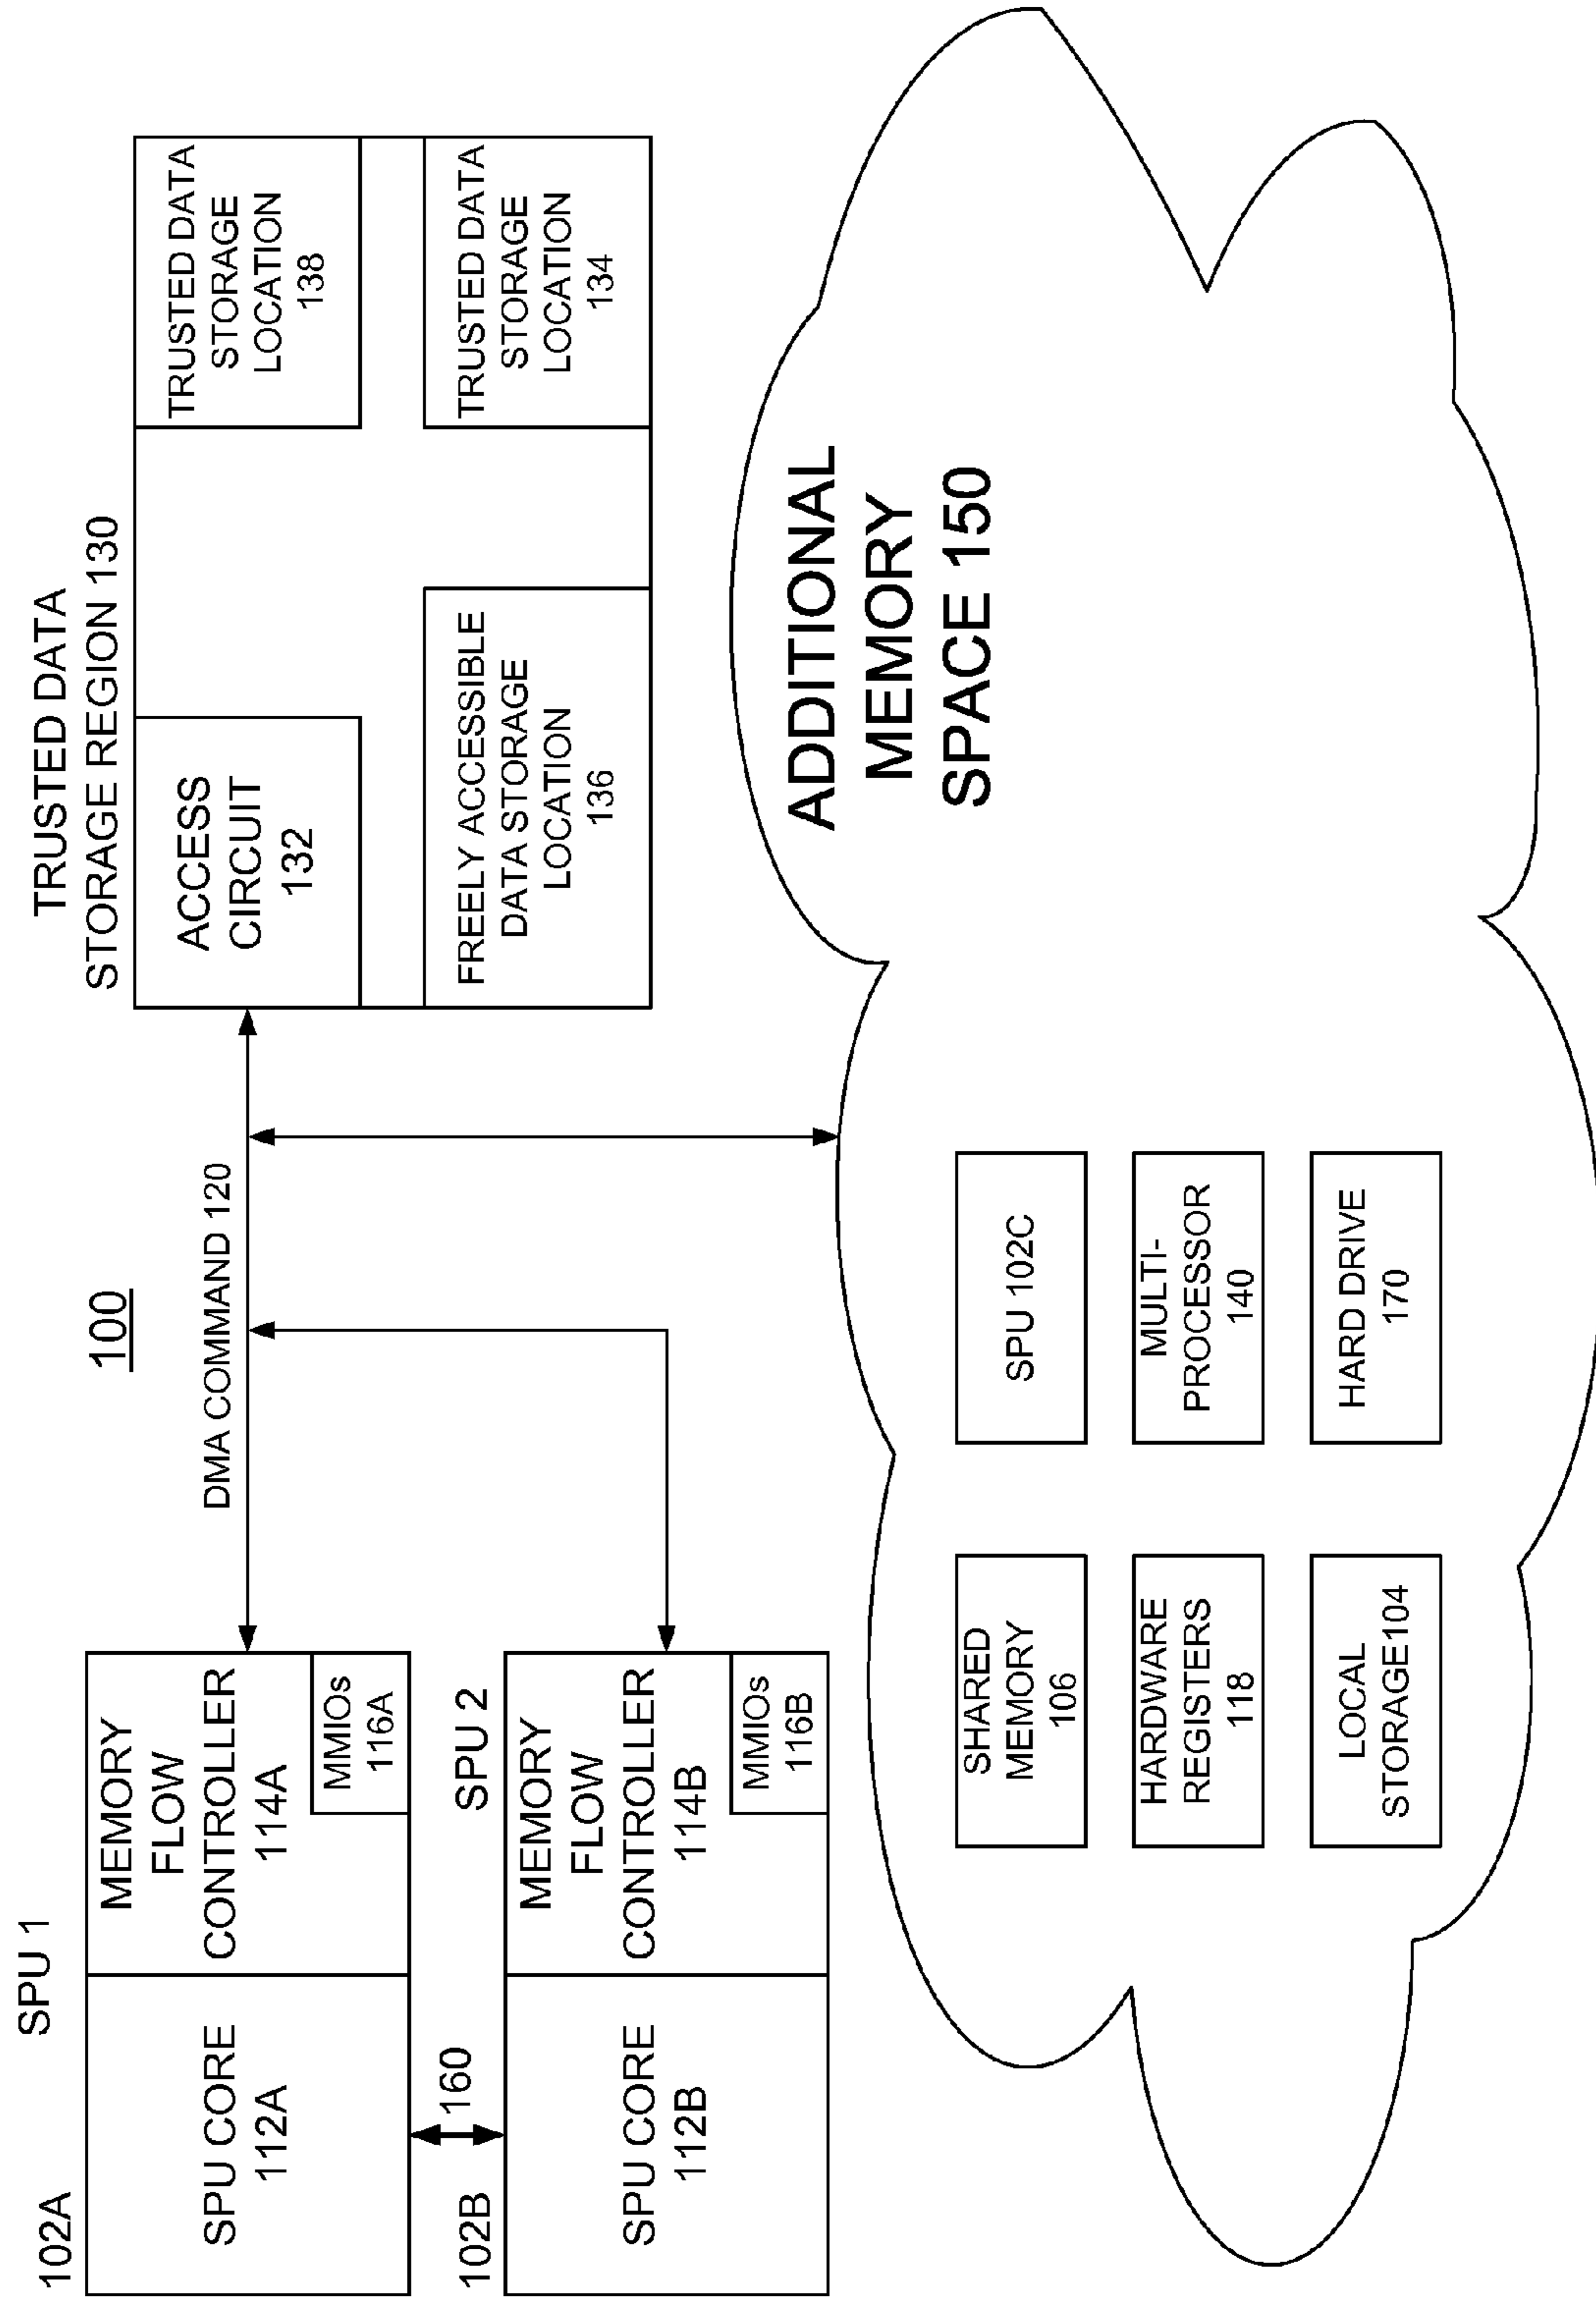 100
SPU 1
102A
SPU CORE
112A
MEMORY
FLOW
CONTROLLER
114A
MMIOs
116A
160
SPU 2
102B
SPU CORE
112B
MEMORY
FLOW
CONTROLLER
114B
MMIOs
116B
DMA COMMAND 120
TRUSTED DATA
STORAGE REGION 130
ACCESS
CIRCUIT
132
TRUSTED DATA
STORAGE
LOCATION
138
FREELY ACCESSIBLE
DATA STORAGE
LOCATION
136
TRUSTED DATA
STORAGE
LOCATION
134
ADDITIONAL
MEMORY
SPACE 150
SHARED
MEMORY
106
SPU 102C
HARDWARE
REGISTERS
118
MULTI-
PROCESSOR
140
LOCAL
STORAGE104
HARD DRIVE
170